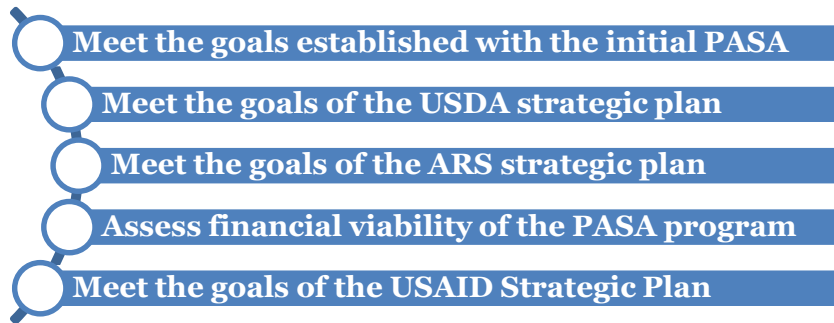 Meet the goals established with the initial PASA
Meet the goals of the USDA strategic plan
Meet the goals of the ARS strategic plan
Assess financial viability of the PASA program
Meet the goals of the USAID Strategic Plan